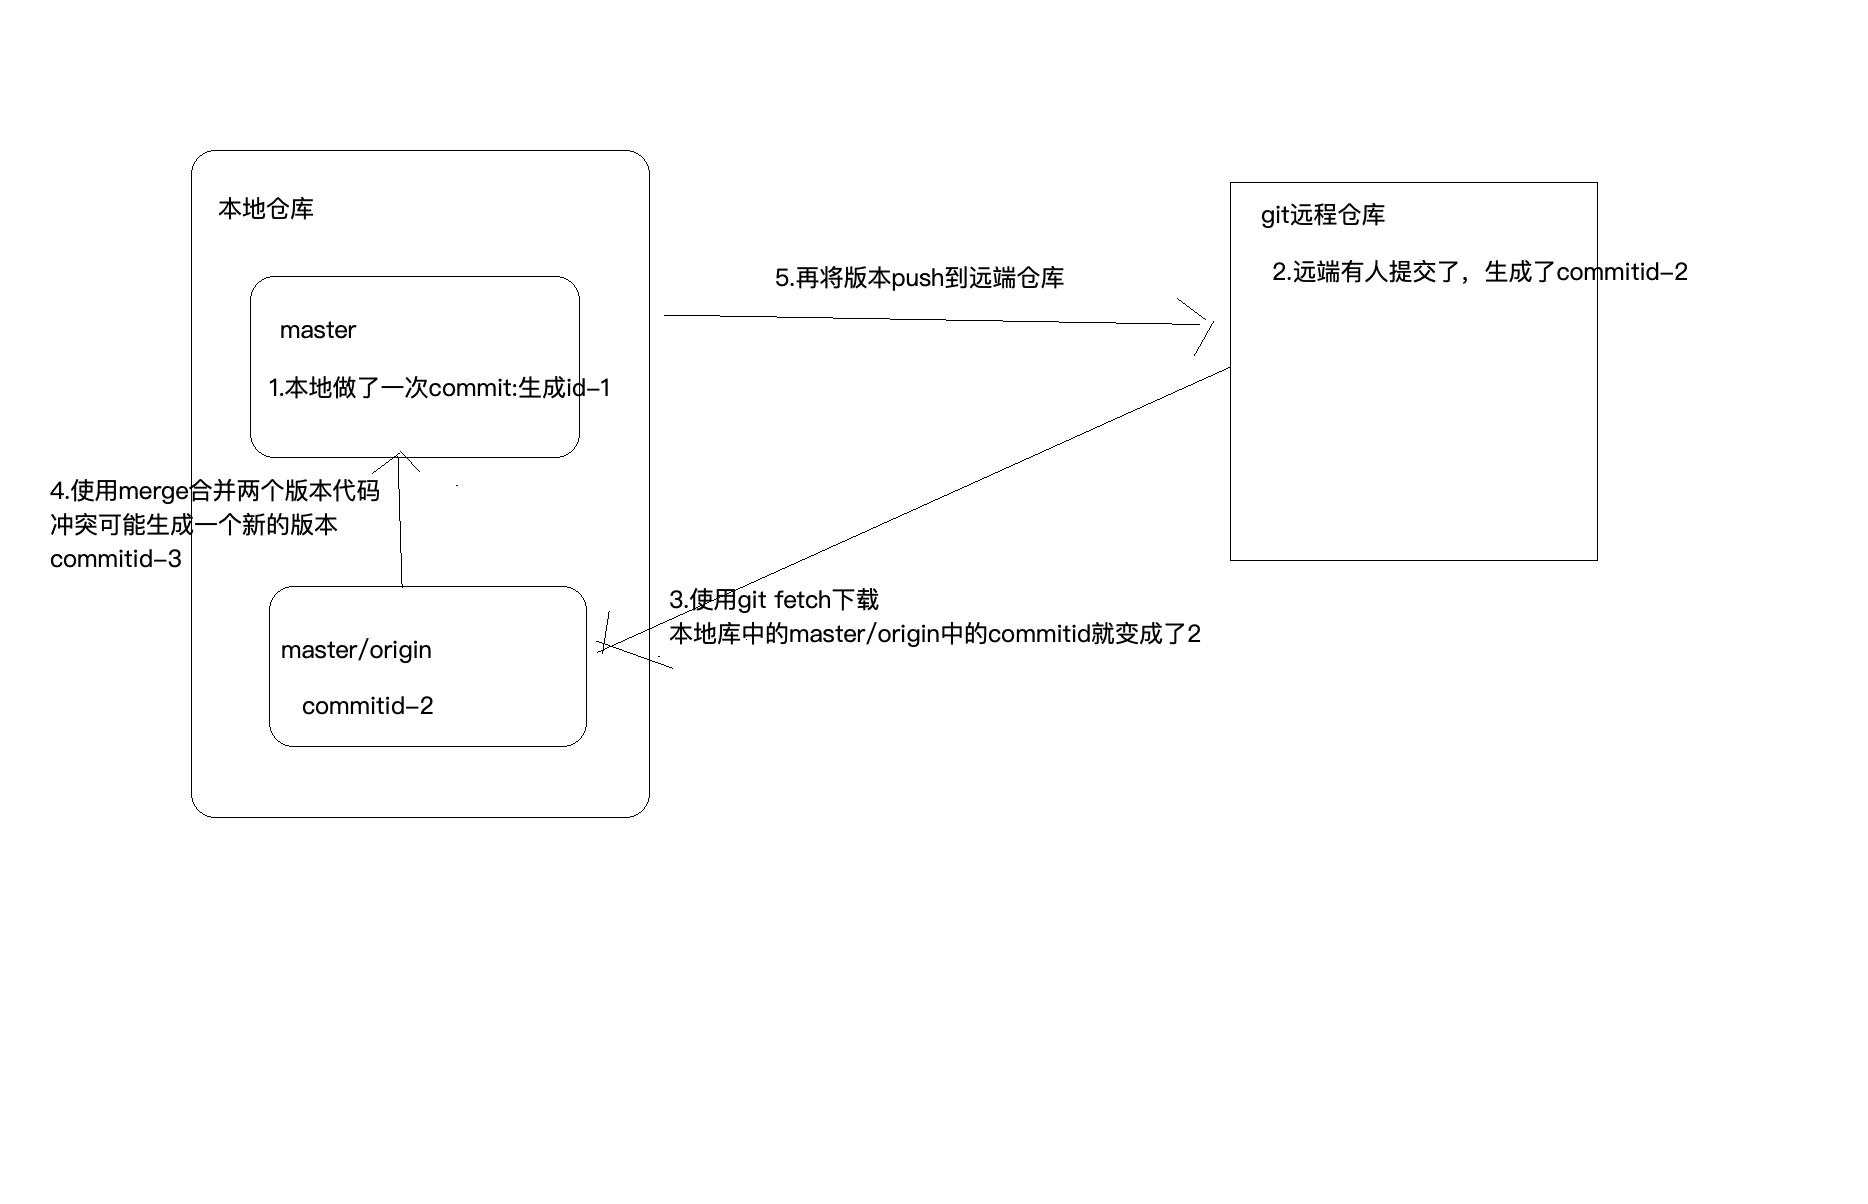 本地仓库
git远程仓库
2.远端有人提交了，生成了commitid-2
5.再将版本push到远端仓库
master
1.本地做了一次commit:生成id-1
4.使用merge合并两个版本代码
冲突可能生成一个新的版本
commitid-3
3.使用git fetch下载
本地库中的master/origin中的commitid就变成了2
master/origin
commitid-2